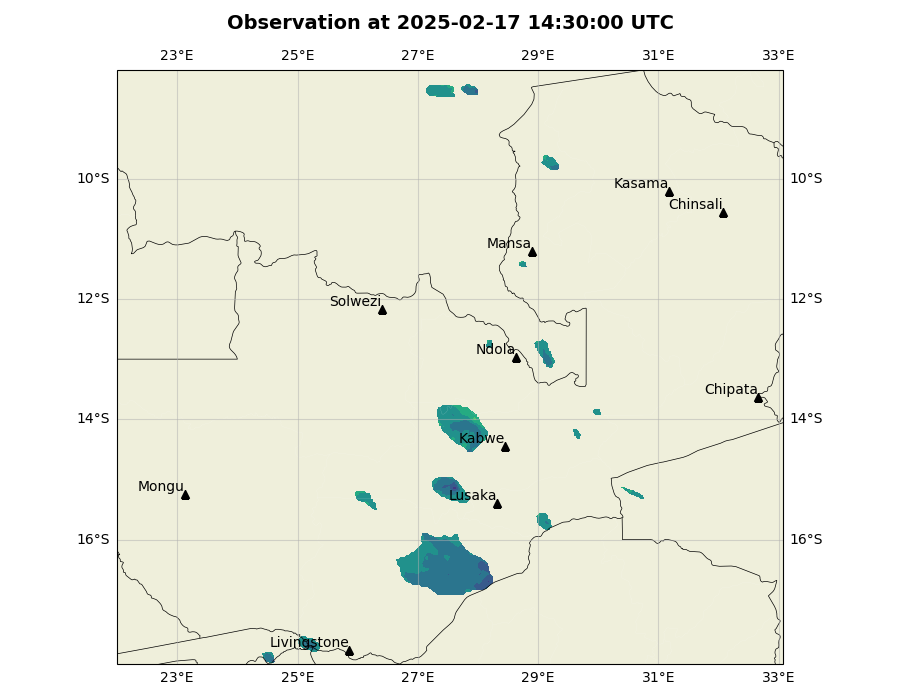 Observation at 2025-02-17 14:30:00 UTC
23°E 25°E 27°E 29°E 31°E 33°E
10°S 10°S
Kasama
Chinsali
Mansa
12°S 12°S
Solwezi
Ndola
Chipata
14°S 14°S
Kabwe
Mongu
Lusaka
16°S 16°S
Livingstone
23°E 25°E 27°E 29°E 31°E 33°E